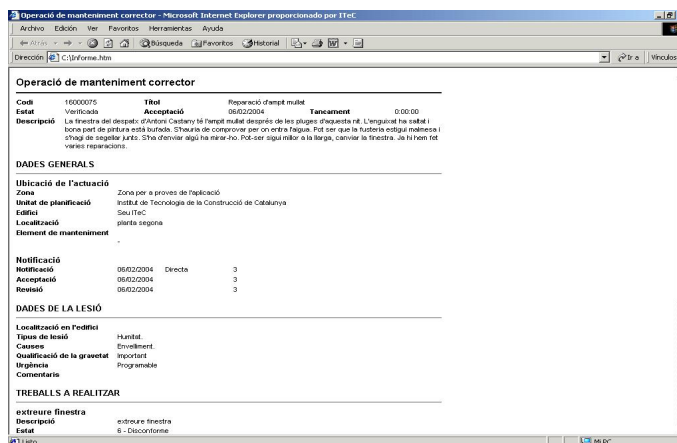 Operació de manteniment corrector - Microsoft Internet Explorer proporcionado por ITeC
Archivo Edición Ver Favoritos Herramientas Ayuda
Atrás Búsqueda Favoritos Historial
Dirección C:\Informe.htm Ir a Vínculos
Operació de manteniment corrector
Codi 16000075 Títol Reparació d'ampit mullat
Estat Verificada Acceptació 06/02/2004 Tancament 0:00:00
Descripció La finestra del despatx d'Antoni Castany té l'ampit mullat després de les pluges d'aquesta nit. L'enguixat ha saltat i
bona part de pintura està bufada. S'hauria de comprovar per on entra l'aigua. Pot ser que la fusteria estigui malmesa i
s'hagi de segellar junts. S'ha d'enviar algú ha mirar-ho. Pot-ser sigui millor a la llarga, canviar la finestra. Ja hi hem fet
varies reparacions.
DADES GENERALS
Ubicació de l'actuació
Zona Zona per a proves de l'aplicació
Unitat de planificació Institut de Tecnologia de la Construcció de Catalunya
Edifici Seu ITeC
Localització planta segona
Element de manteniment
-
Notificació
Notificació 06/02/2004 Directa 3
Acceptació 06/02/2004 3
Revisió 06/02/2004 3
DADES DE LA LESIÓ
Localització en l'edifici
Tipus de lesió Humitat.
Causes Envelliment.
Qualificació de la gravetat Important
Urgència Programable
Comentaris
TREBALLS A REALITZAR
extreure finestra
Descripció extreure finestra
Estat 6 - Disconforme
Listo Mi PC